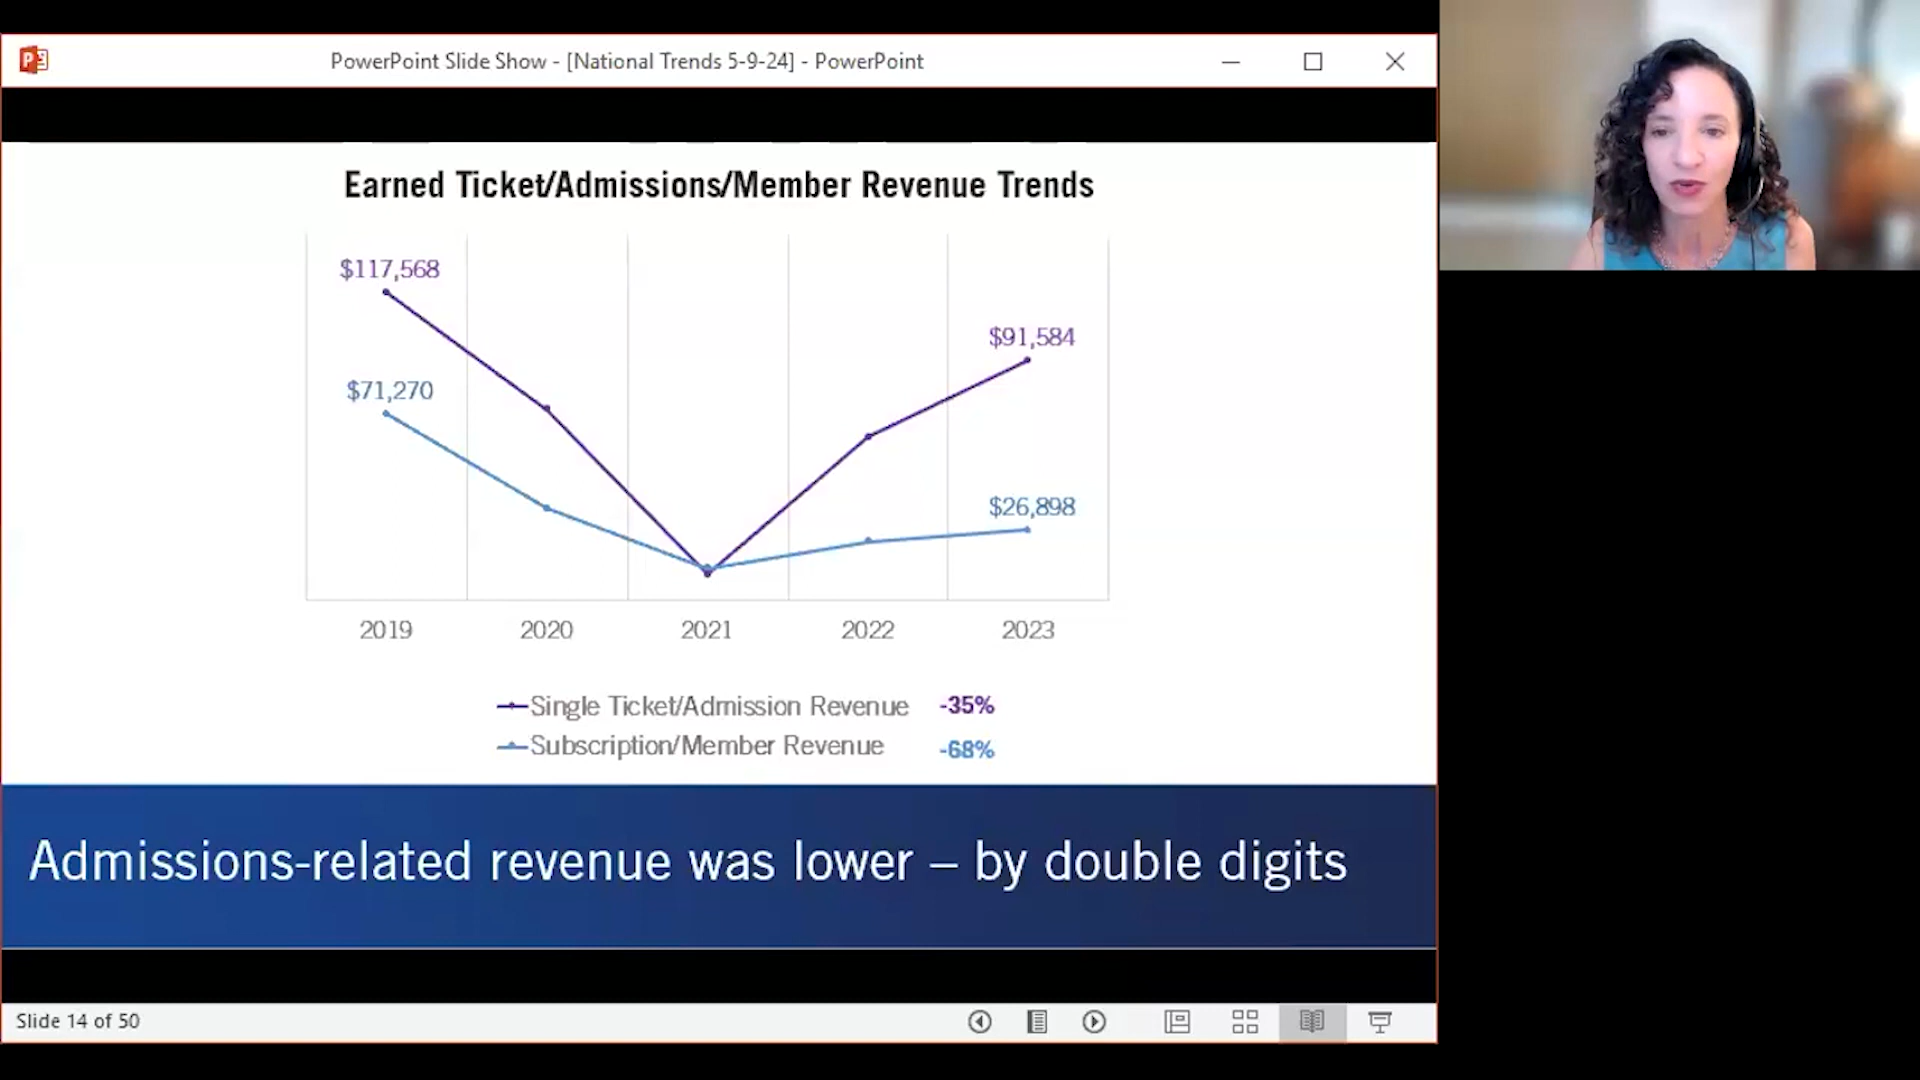 PowerPoint Slide Show - [National Trends 5-9-24] - PowerPoint
Earned Ticket/Admissions/Member Revenue Trends
$117,568
$91,584
$71,270
$26,898
2019 2020 2021 2022 2023
Single Ticket/Admission Revenue -35%
Subscription/Member Revenue -68%
Admissions-related revenue was lower – by double digits
Slide 14 of 50